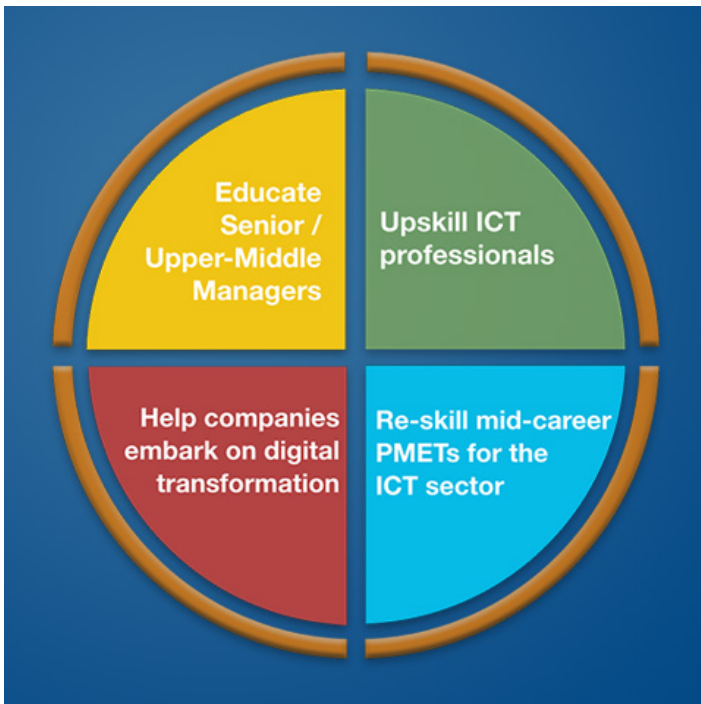 Educate
Senior /
Upper-Middle
Managers
Upskill ICT
professionals
Help companies
embark on digital
transformation
Re-skill mid-career
PMETs for the
ICT sector